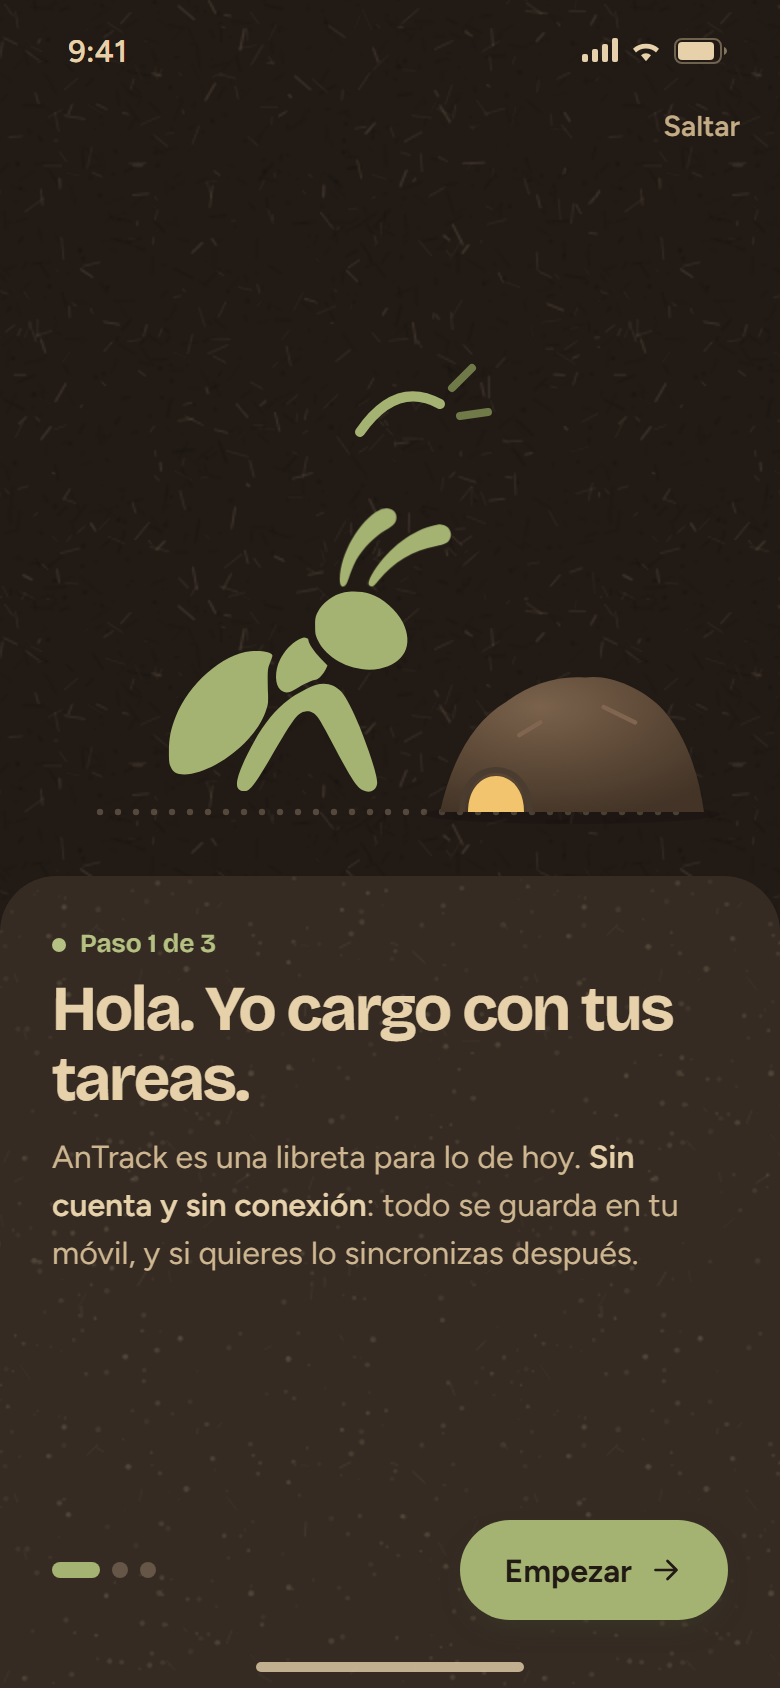 9:41
Saltar
Paso 1 de 3
Hola. Yo cargo con tus
tareas.
AnTrack es una libreta para lo de hoy. Sin
cuenta y sin conexión: todo se guarda en tu
móvil, y si quieres lo sincronizas después.
Empezar